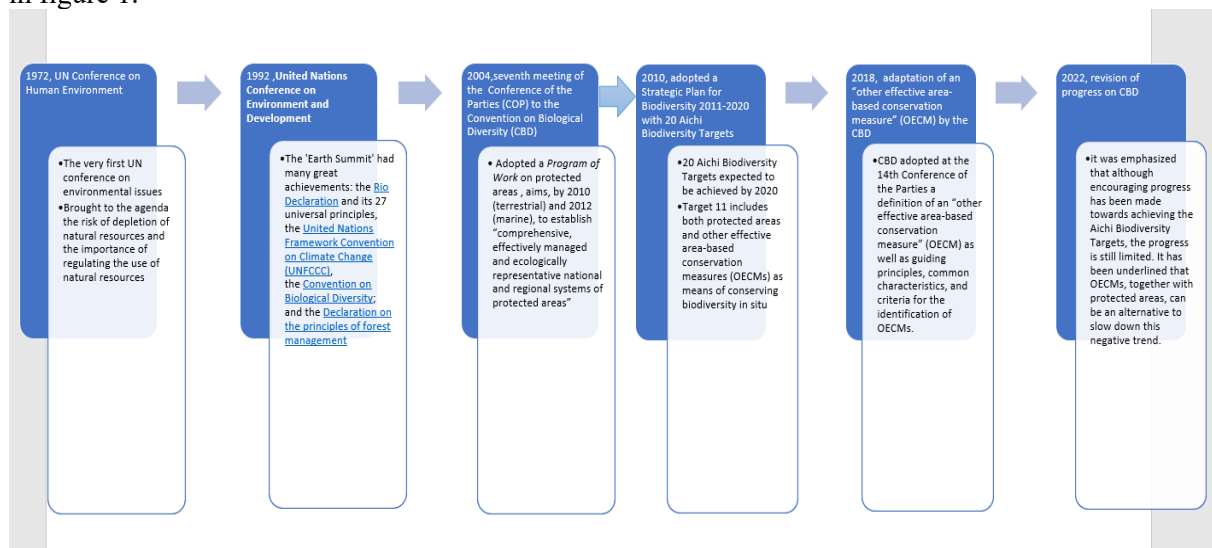 in figure 1.
1972, UN Conference on
Human Environment
•The very first UN
conference on
environmental issues
•Brought to the agenda
the risk of depletion of
natural resources and
the importance of
regulating the use of
natural resources
1992 ,United Nations
Conference on
Environment and
Development
•The 'Earth Summit' had
many great
achievements: the Rio
Declaration and its 27
universal principles,
the United Nations
Framework Convention
on Climate Change
(UNFCCC),
the Convention on
Biological Diversity;
and the Declaration on
the principles of forest
management
2004,seventh meeting of
the Conference of the
Parties (COP) to the
Convention on Biological
Diversity (CBD)
• Adopted a Program of
Work on protected
areas , aims, by 2010
(terrestrial) and 2012
(marine), to establish
“comprehensive,
effectively managed
and ecologically
representative national
and regional systems of
protected areas”
2010, adopted a
Strategic Plan for
Biodiversity 2011-2020
with 20 Aichi
Biodiversity Targets
•20 Aichi Biodiversity
Targets expected to
be achieved by 2020
•Target 11 includes
both protected areas
and other effective
area-based
conservation
measures (OECMs) as
means of conserving
biodiversity in situ
2018, adaptation of an
“other effective area-
based conservation
measure” (OECM) by the
CBD
•CBD adopted at the
14th Conference of
the Parties a
definition of an “other
effective area-based
conservation
measure” (OECM) as
well as guiding
principles, common
characteristics, and
criteria for the
identification of
OECMs.
2022, revision of
progress on CBD
•it was emphasized
that although
encouraging progress
has been made
towards achieving the
Aichi Biodiversity
Targets, the progress
is still limited. It has
been underlined that
OECMs, together with
protected areas, can
be an alternative to
slow down this
negative trend.